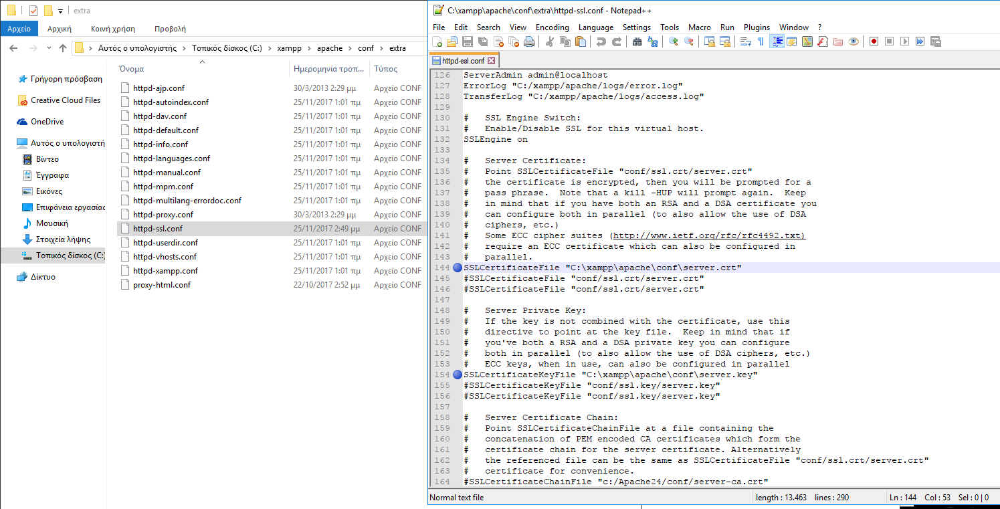 extra
Αρχείο
Αρχική
Κοινή χρήση
Προβολή
Αυτός ο υπολογιστής > Τοπικός δίσκος (C:) > xampp > apache > conf > extra
Γρήγορη πρόσβαση
Creative Cloud Files
OneDrive
Αυτός ο υπολογιστή
Βίντεο
Έγγραφα
Εικόνες
Επιφάνεια εργασίας
Μουσική
Στοιχεία λήψης
Τοπικός δίσκος (C:)
Δίκτυο
Όνομα Ημερομηνία τροπ... Τύπος
httpd-ajp.conf 30/3/2013 2:29 μμ Αρχείο CONF
httpd-autoindex.conf 25/11/2017 1:01 πμ Αρχείο CONF
httpd-dav.conf 25/11/2017 1:01 πμ Αρχείο CONF
httpd-default.conf 25/11/2017 1:01 πμ Αρχείο CONF
httpd-info.conf 25/11/2017 1:01 πμ Αρχείο CONF
httpd-languages.conf 25/11/2017 1:01 πμ Αρχείο CONF
httpd-manual.conf 25/11/2017 1:01 πμ Αρχείο CONF
httpd-mpm.conf 25/11/2017 1:01 πμ Αρχείο CONF
httpd-multilang-errordoc.conf 25/11/2017 1:01 πμ Αρχείο CONF
httpd-proxy.conf 30/3/2013 2:29 μμ Αρχείο CONF
httpd-ssl.conf 25/11/2017 2:49 μμ Αρχείο CONF
httpd-userdir.conf 25/11/2017 1:01 πμ Αρχείο CONF
httpd-vhosts.conf 25/11/2017 1:01 πμ Αρχείο CONF
httpd-xampp.conf 25/11/2017 1:01 πμ Αρχείο CONF
proxy-html.conf 22/10/2017 2:52 μμ Αρχείο CONF
C:\xampp\apache\conf\extra\httpd-ssl.conf - Notepad++
File Edit Search View Encoding Language Settings Tools Macro Run Plugins Window ?
httpd-ssl.conf
126 ServerAdmin admin@localhost
127 ErrorLog "C:/xampp/apache/logs/error.log"
128 TransferLog "C:/xampp/apache/logs/access.log"
129
130 #   SSL Engine Switch:
131 #   Enable/Disable SSL for this virtual host.
132 SSLEngine on
133
134 #   Server Certificate:
135 #   Point SSLCertificateFile "conf/ssl.crt/server.crt"
136 #   the certificate is encrypted, then you will be prompted for a
137 #   pass phrase.  Note that a kill -HUP will prompt again.  Keep
138 #   in mind that if you have both an RSA and a DSA certificate you
139 #   can configure both in parallel (to also allow the use of DSA
140 #   ciphers, etc.)
141 #   Some ECC cipher suites (http://www.ietf.org/rfc/rfc4492.txt)
142 #   require an ECC certificate which can also be configured in
143 #   parallel.
144 SSLCertificateFile "C:\xampp\apache\conf\server.crt"
145 #SSLCertificateFile "conf/ssl.crt/server.crt"
146 #SSLCertificateFile "conf/ssl.crt/server.crt"
147
148 #   Server Private Key:
149 #   If the key is not combined with the certificate, use this
150 #   directive to point at the key file.  Keep in mind that if
151 #   you've both a RSA and a DSA private key you can configure
152 #   both in parallel (to also allow the use of DSA ciphers, etc.)
153 #   ECC keys, when in use, can also be configured in parallel
154 SSLCertificateKeyFile "C:\xampp\apache\conf\server.key"
155 #SSLCertificateKeyFile "conf/ssl.key/server.key"
156 #SSLCertificateKeyFile "conf/ssl.key/server.key"
157
158 #   Server Certificate Chain:
159 #   Point SSLCertificateChainFile at a file containing the
160 #   concatenation of PEM encoded CA certificates which form the
161 #   certificate chain for the server certificate. Alternatively
162 #   the referenced file can be the same as SSLCertificateFile "conf/ssl.crt/server.crt"
163 #   certificate for convenience.
164 #SSLCertificateChainFile "c:/Apache24/conf/server-ca.crt"
Normal text file length : 13.463 lines : 290 Ln : 144 Col : 53 Sel : 0 | 0